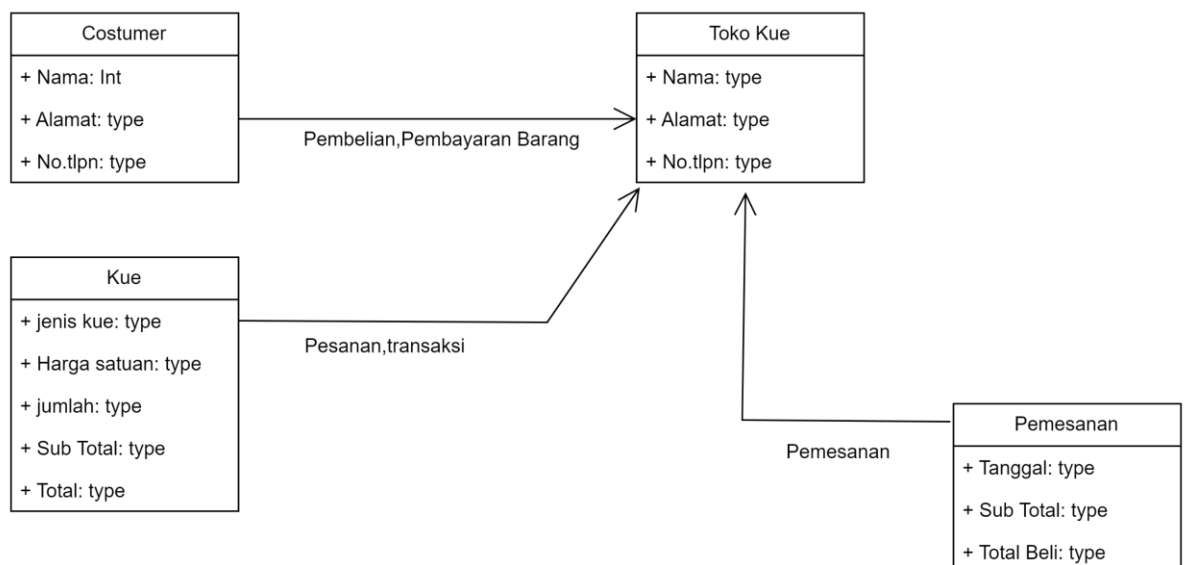 Costumer
+ Nama: Int
+ Alamat: type
+ No.tlpn: type
Pembelian,Pembayaran Barang
Toko Kue
+ Nama: type
+ Alamat: type
+ No.tlpn: type
Kue
+ jenis kue: type
+ Harga satuan: type
+ jumlah: type
+ Sub Total: type
+ Total: type
Pesanan,transaksi
Pemesanan
Pemesanan
+ Tanggal: type
+ Sub Total: type
+ Total Beli: type